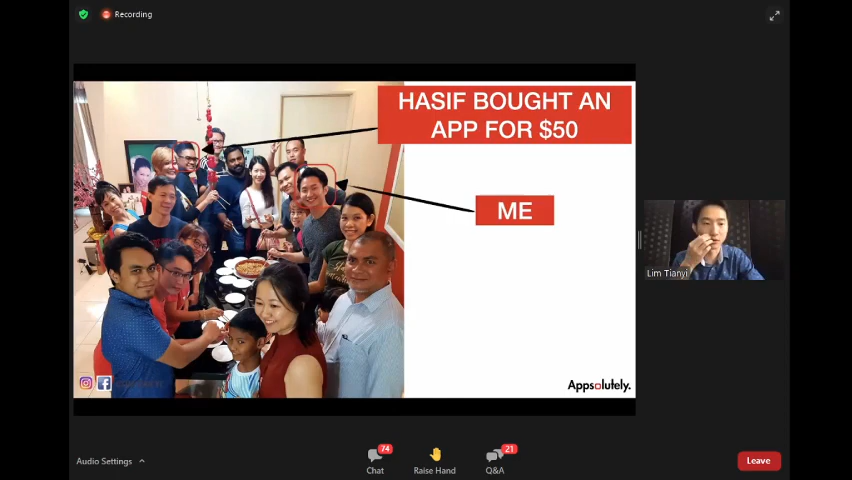 Recording
HASIF BOUGHT AN
APP FOR $50
ME
Lim Tianyi
Appsolutely.
Audio Settings
74
Chat
Raise Hand
21
Q&A
Leave